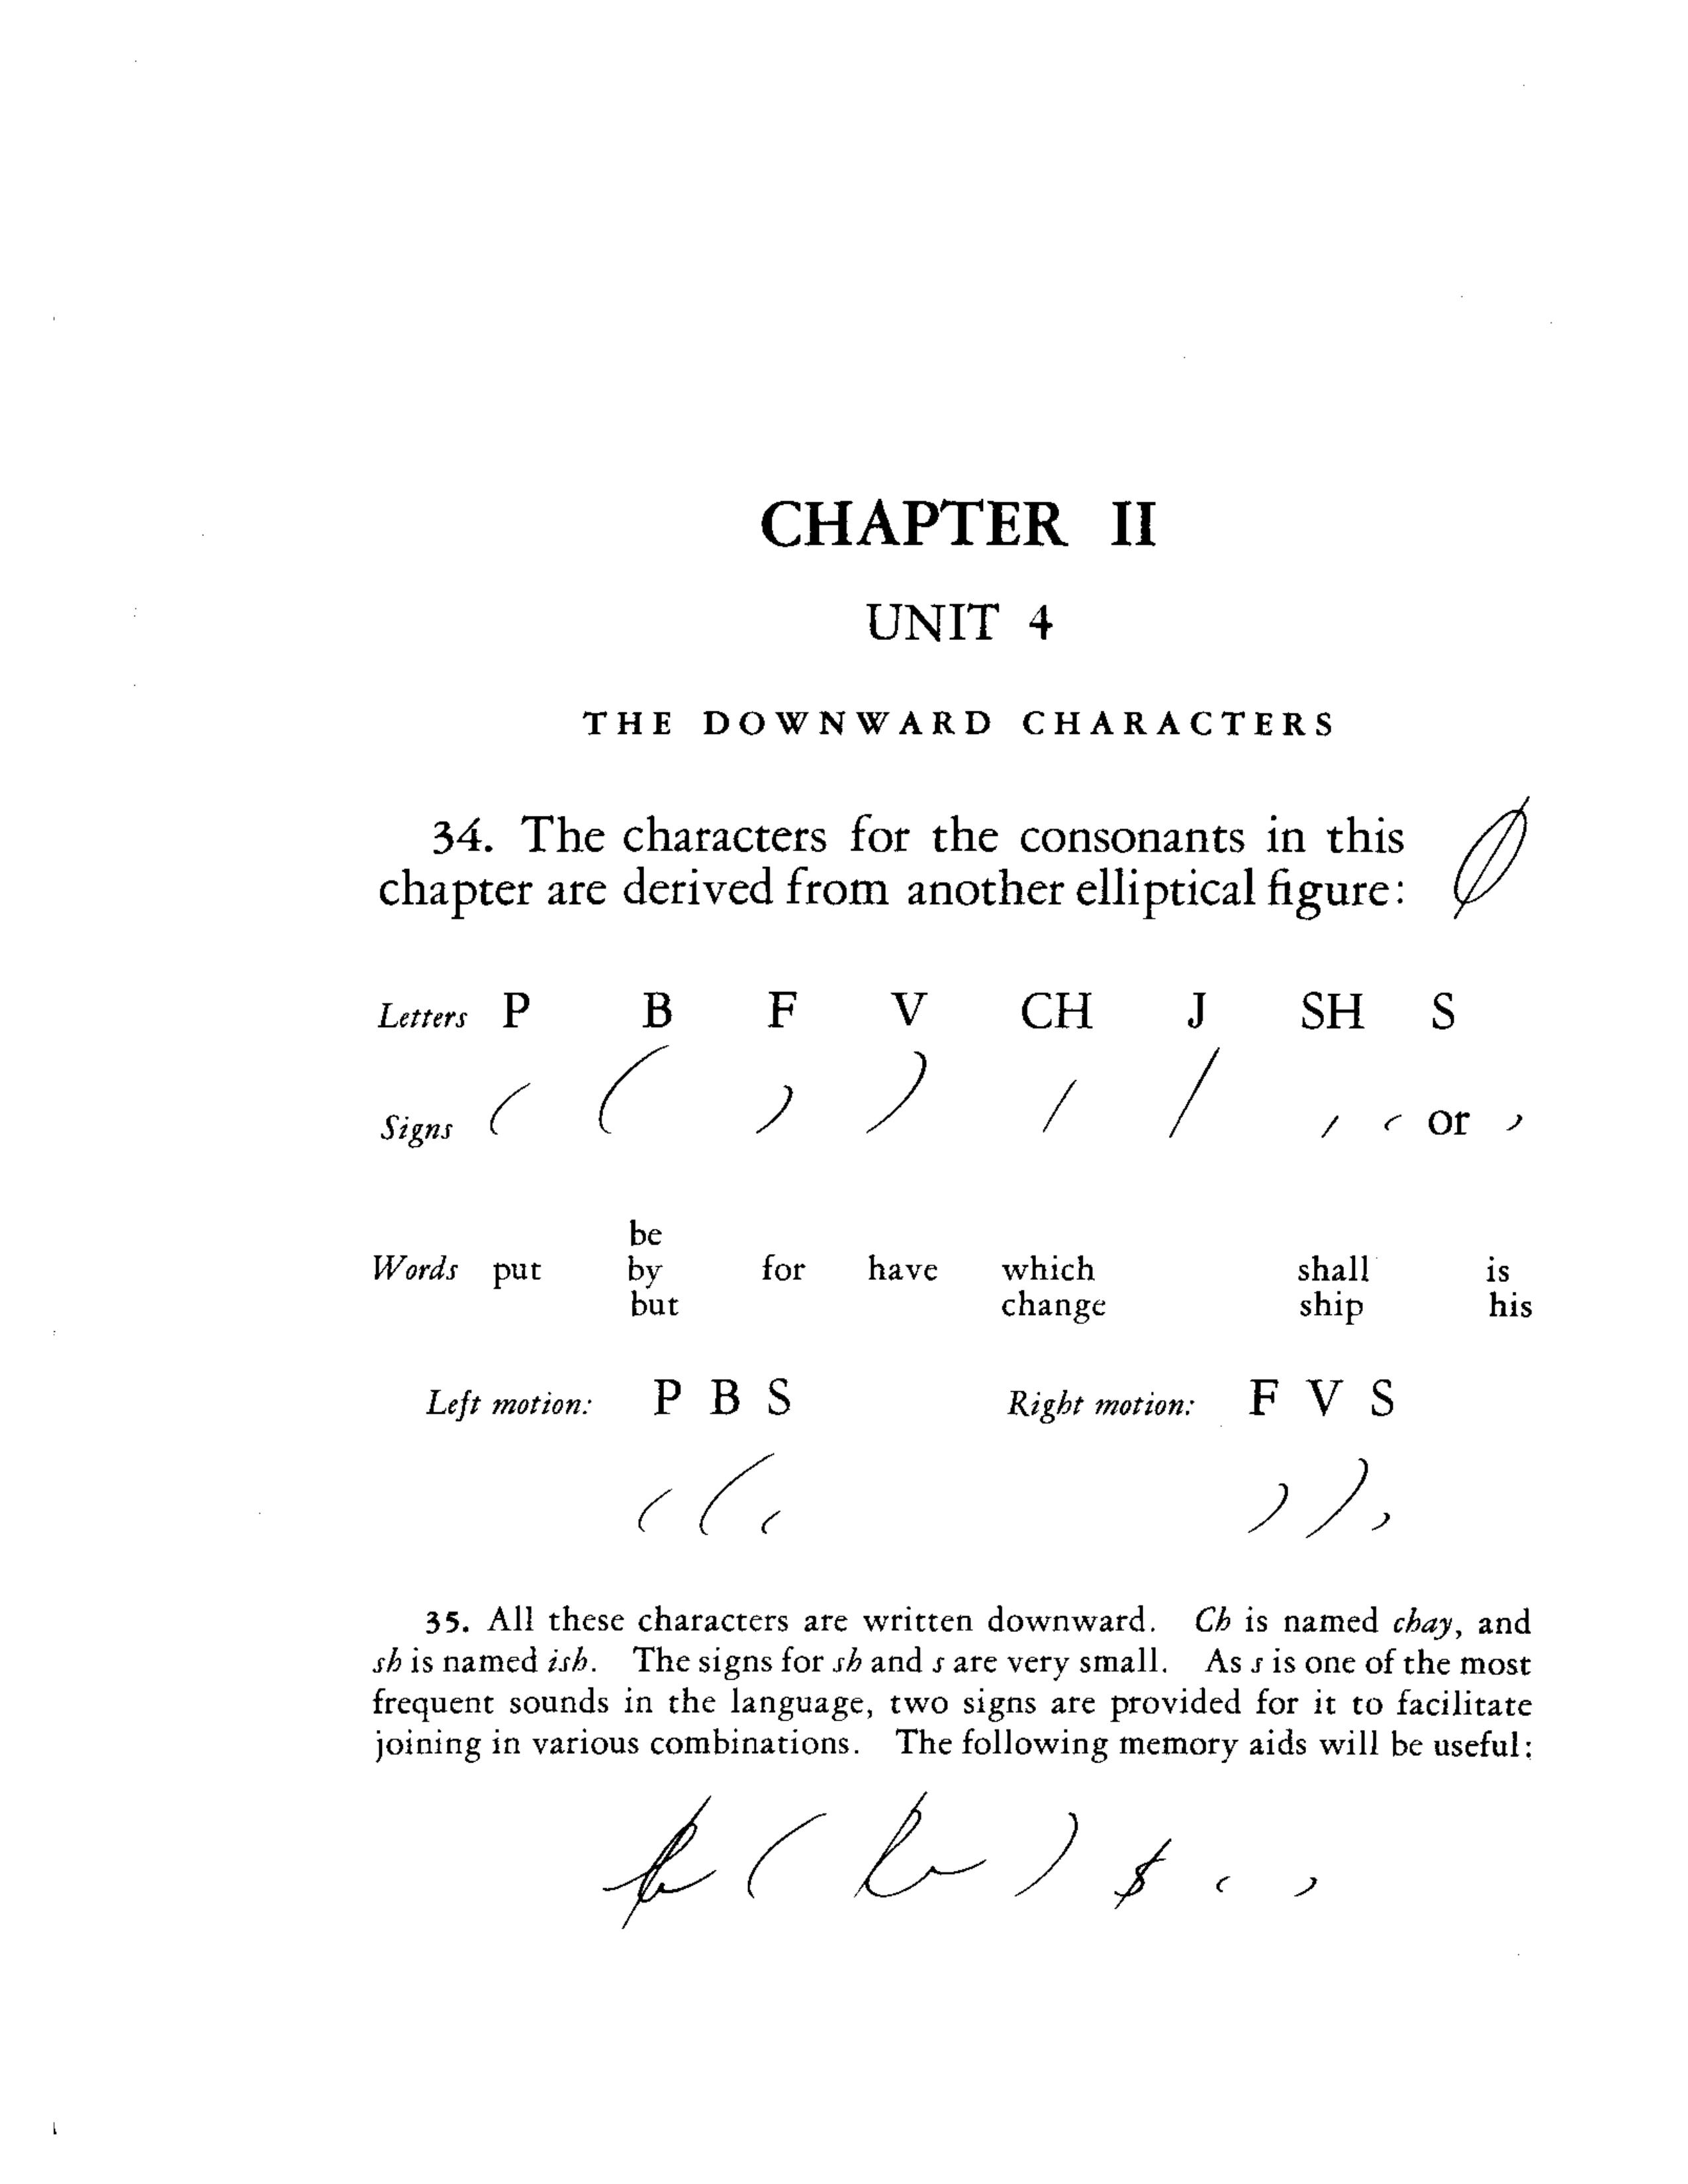 CHAPTER II
UNIT 4
THE DOWNWARD CHARACTERS
34. The characters for the consonants in this
chapter are derived from another elliptical figure:
Letters P B F V CH J SH S
Signs or
be
Words put by for have which shall is
but change ship his
Left motion: P B S Right motion: F V S
35. All these characters are written downward. Ch is named chay, and
sh is named ish. The signs for sh and s are very small. As s is one of the most
frequent sounds in the language, two signs are provided for it to facilitate
joining in various combinations. The following memory aids will be useful: